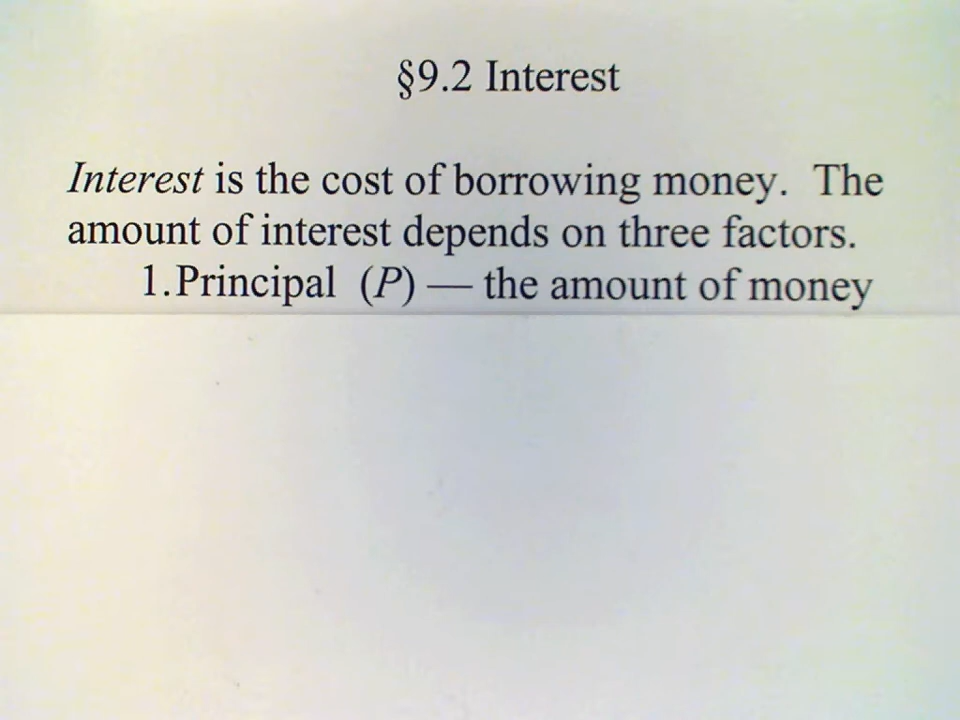 §9.2 Interest
Interest is the cost of borrowing money. The
amount of interest depends on three factors.
1. Principal (P) — the amount of money